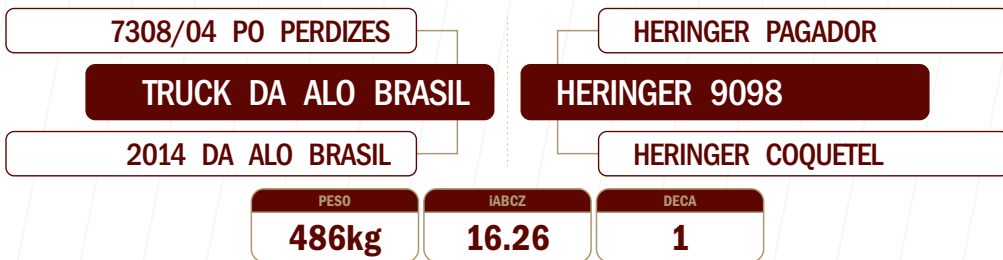 7308/04 PO PERDIZES
HERINGER PAGADOR
TRUCK DA ALO BRASIL
HERINGER 9098
2014 DA ALO BRASIL
HERINGER COQUETEL
PESO
iABCZ
DECA
486kg
16.26
1